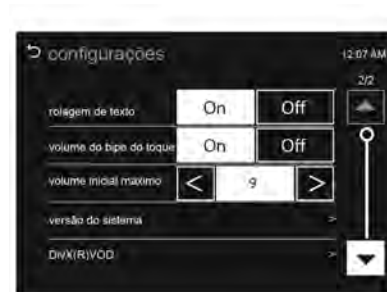 configurações 12:07 AM
2/2
rolagem de texto On Off
volume do bipe do toque On Off
volume inicial máximo < 9 >
versão do sistema >
DivX(R)VOD >